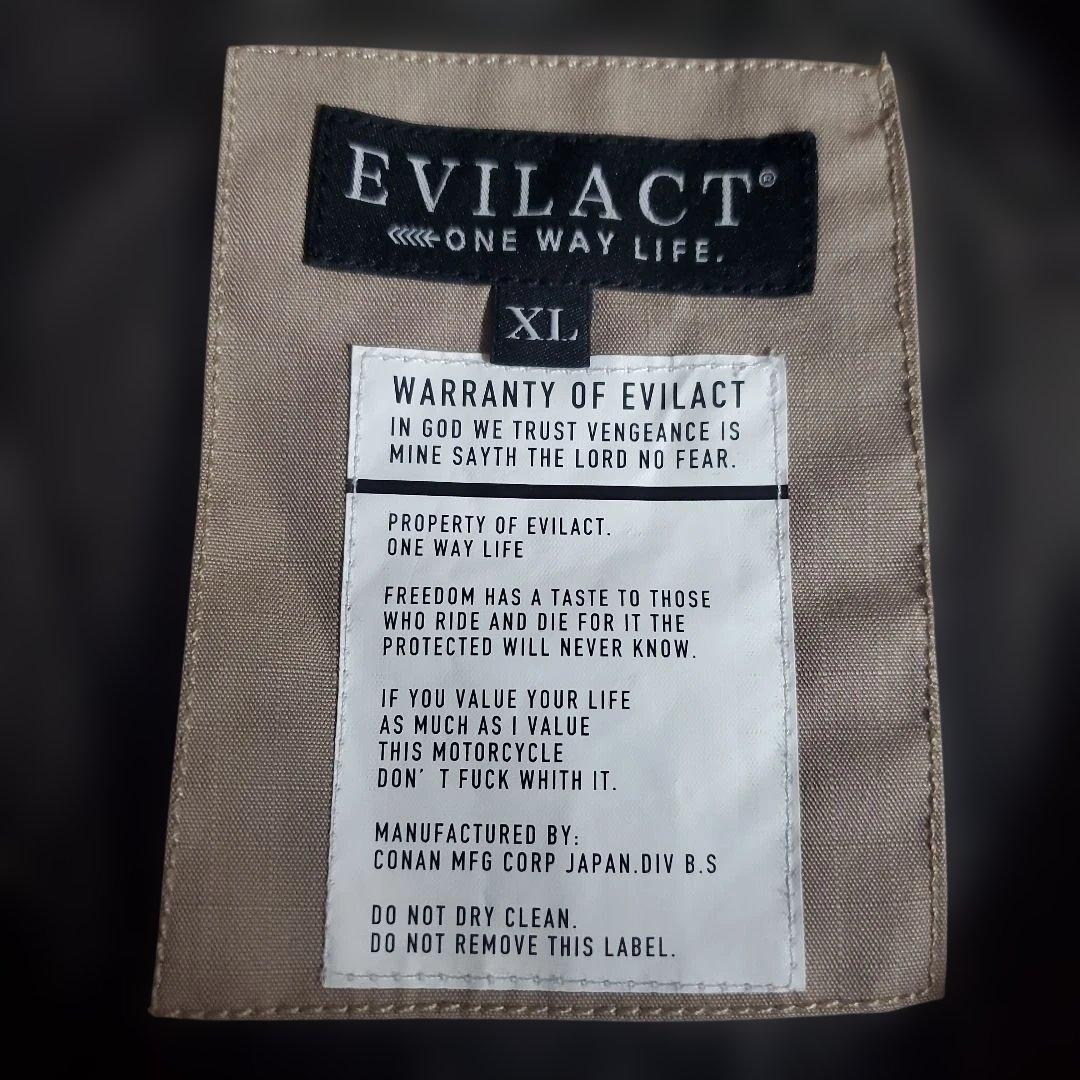 EVILACT®
ONE WAY LIFE.
XL
WARRANTY OF EVILACT
IN GOD WE TRUST VENGEANCE IS
MINE SAYTH THE LORD NO FEAR.
PROPERTY OF EVILACT.
ONE WAY LIFE
FREEDOM HAS A TASTE TO THOSE
WHO RIDE AND DIE FOR IT THE
PROTECTED WILL NEVER KNOW.
IF YOU VALUE YOUR LIFE
AS MUCH AS I VALUE
THIS MOTORCYCLE
DON' T FUCK WHITH IT.
MANUFACTURED BY:
CONAN MFG CORP JAPAN.DIV B.S
DO NOT DRY CLEAN.
DO NOT REMOVE THIS LABEL.